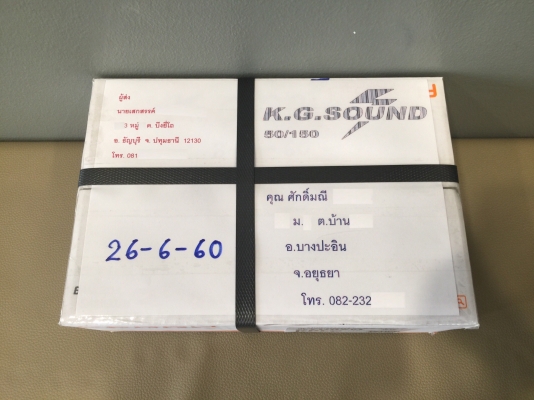 ผู้ส่ง
นายเสกสรรค์
3 หมู่ ต. บึงยี่โถ
อ. ธัญบุรี จ. ปทุมธานี 12130
โทร. 081
K.G.SOUND
50/150
คุณ ศักดิ์มณี
ม. ต.บ้าน
อ.บางปะอิน
จ.อยุธยา
โทร. 082-232
26-6-60